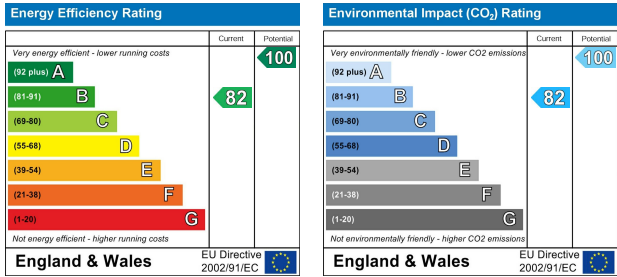 Energy Efficiency Rating
Current Potential
Very energy efficient - lower running costs
100
(92 plus) A
(81-91) B
82
(69-80) C
(55-68) D
(39-54) E
(21-38) F
(1-20) G
Not energy efficient - higher running costs
England & Wales
EU Directive
2002/91/EC
Environmental Impact (CO₂) Rating
Current Potential
Very environmentally friendly - lower CO2 emissions
100
(92 plus) A
(81-91) B
82
(69-80) C
(55-68) D
(39-54) E
(21-38) F
(1-20) G
Not environmentally friendly - higher CO2 emissions
England & Wales
EU Directive
2002/91/EC